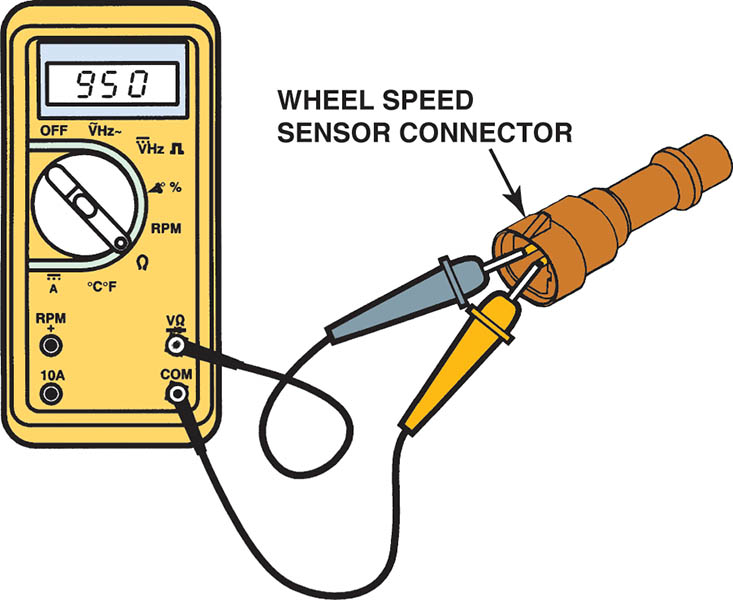 950
OFF ṼHz~
V̅Hz ⎍
° %
RPM
Ω
A
°C°F
RPM
+
VΩ
10A
COM
WHEEL SPEED
SENSOR CONNECTOR